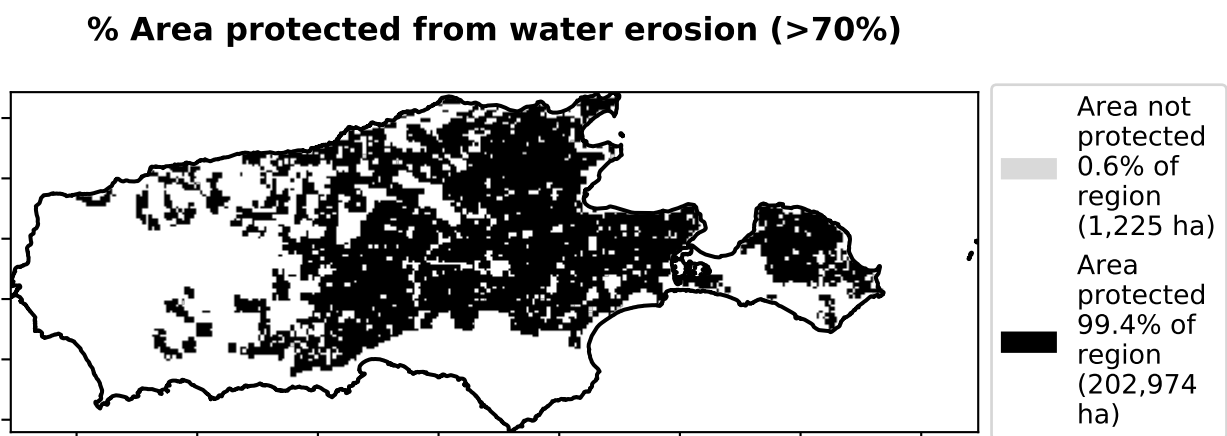 % Area protected from water erosion (>70%)
Area not
protected
0.6% of
region
(1,225 ha)
Area
protected
99.4% of
region
(202,974
ha)